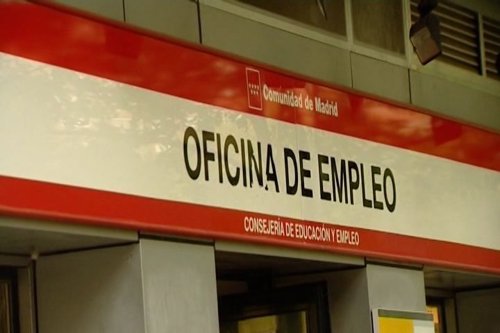 Comunidad de Madrid
OFICINA DE EMPLEO
CONSEJERÍA DE EDUCACIÓN Y EMPLEO